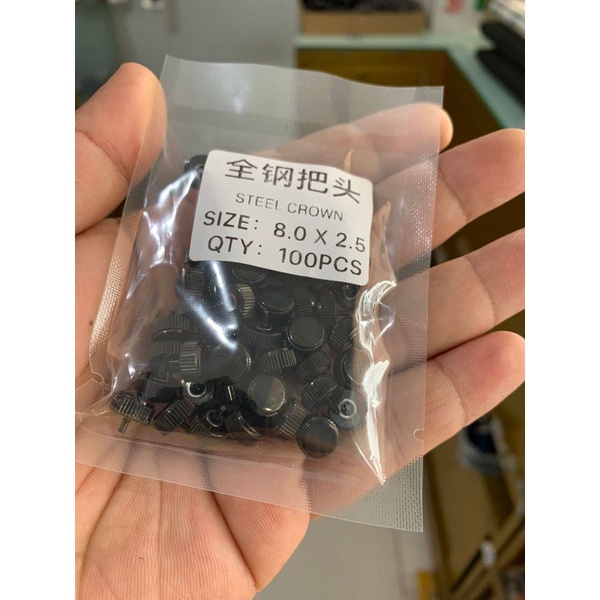 全钢把头
STEEL CROWN
SIZE: 8.0 X 2.5
QTY: 100PCS